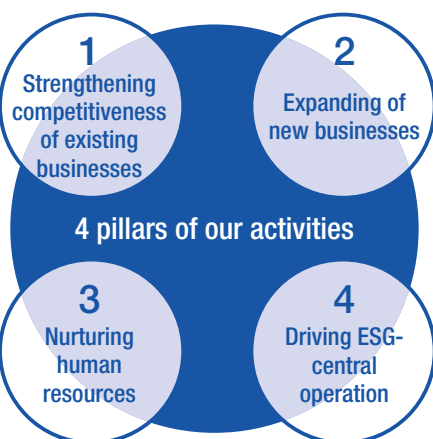 1
Strengthening
competitiveness
of existing
businesses
2
Expanding of
new businesses
4 pillars of our activities
3
Nurturing
human
resources
4
Driving ESG-
central
operation